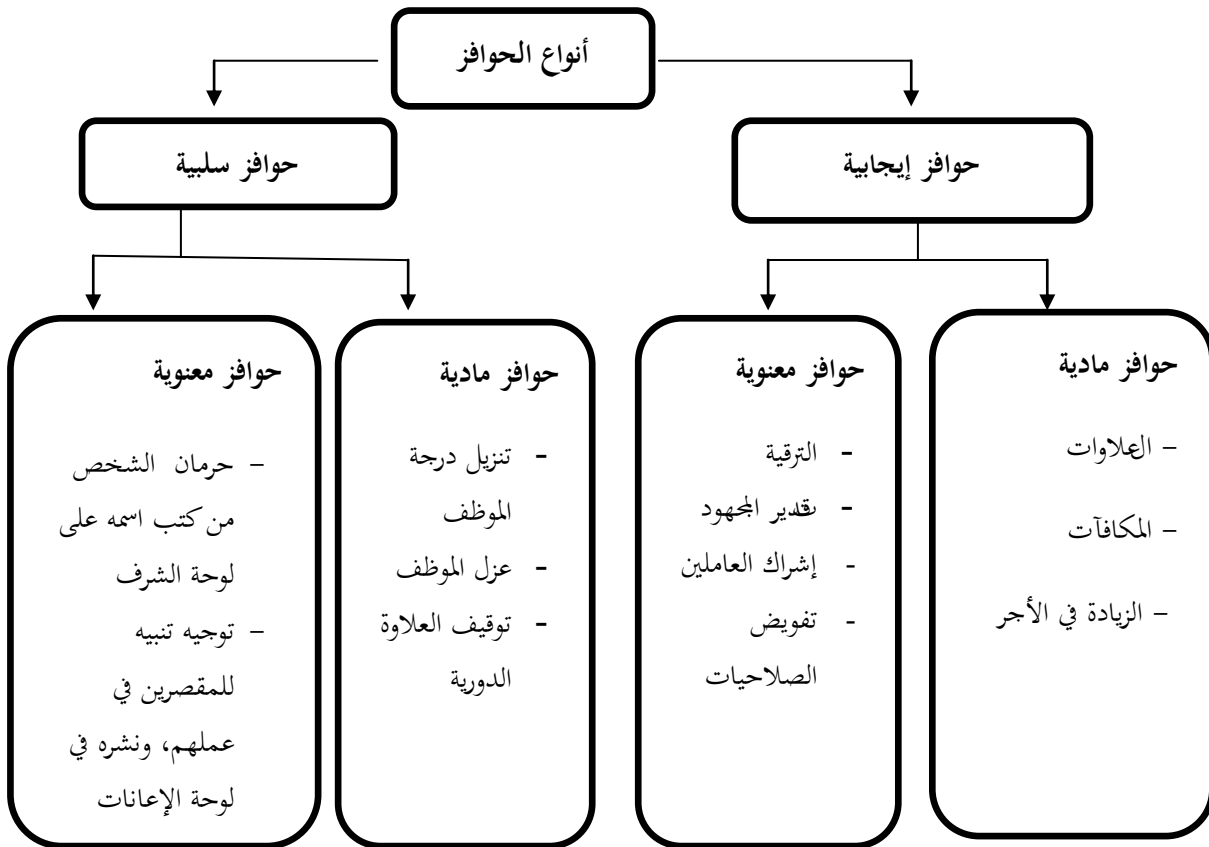 أنواع الحوافز
حوافز إيجابية
حوافز سلبية
حوافز مادية
– العلاوات
– المكافآت
– الزيادة في الأجر
حوافز معنوية
- الترقية
- تقدير المجهود
- إشراك العاملين
- تفويض
الصلاحيات
حوافز مادية
- تنزيل درجة
الموظف
- عزل الموظف
- توقيف العلاوة
الدورية
حوافز معنوية
– حرمان الشخص
من كتب اسمه على
لوحة الشرف
– توجيه تنبيه
للمقصرين في
عملهم، ونشره في
لوحة الإعانات